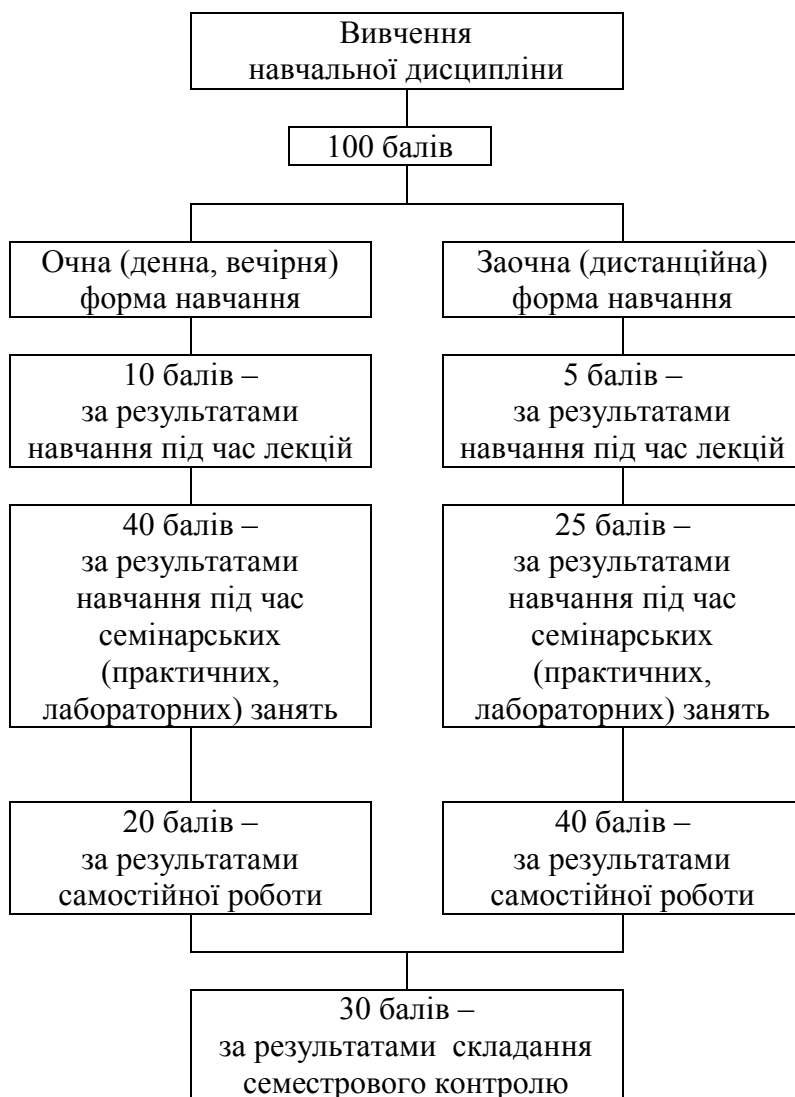 Вивчення
навчальної дисципліни
100 балів
Очна (денна, вечірня)
форма навчання
Заочна (дистанційна)
форма навчання
10 балів –
за результатами
навчання під час лекцій
5 балів –
за результатами
навчання під час лекцій
40 балів –
за результатами
навчання під час
семінарських
(практичних,
лабораторних) занять
25 балів –
за результатами
навчання під час
семінарських
(практичних,
лабораторних) занять
20 балів –
за результатами
самостійної роботи
40 балів –
за результатами
самостійної роботи
30 балів –
за результатами складання
семестрового контролю